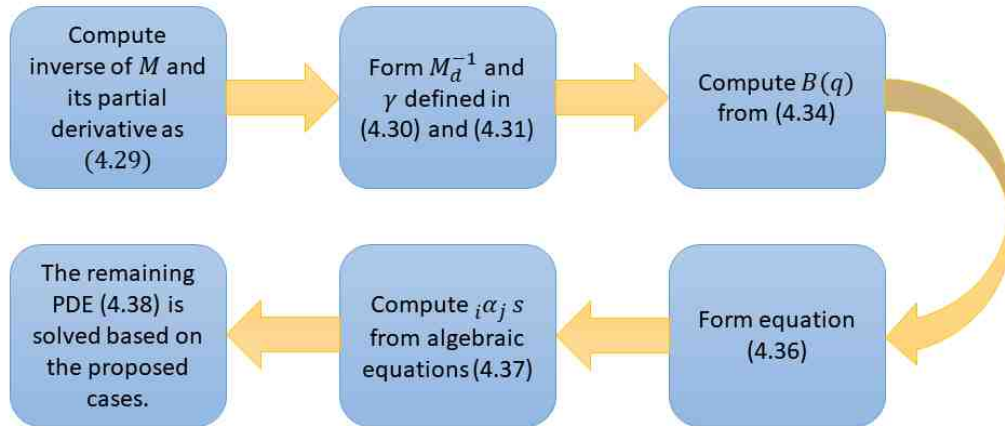 Compute
inverse of M and
its partial
derivative as
(4.29)
Form M_d^{-1} and
γ defined in
(4.30) and (4.31)
Compute B(q)
from (4.34)
Form equation
(4.36)
Compute ᵢαⱼ s
from algebraic
equations (4.37)
The remaining
PDE (4.38) is
solved based on
the proposed
cases.